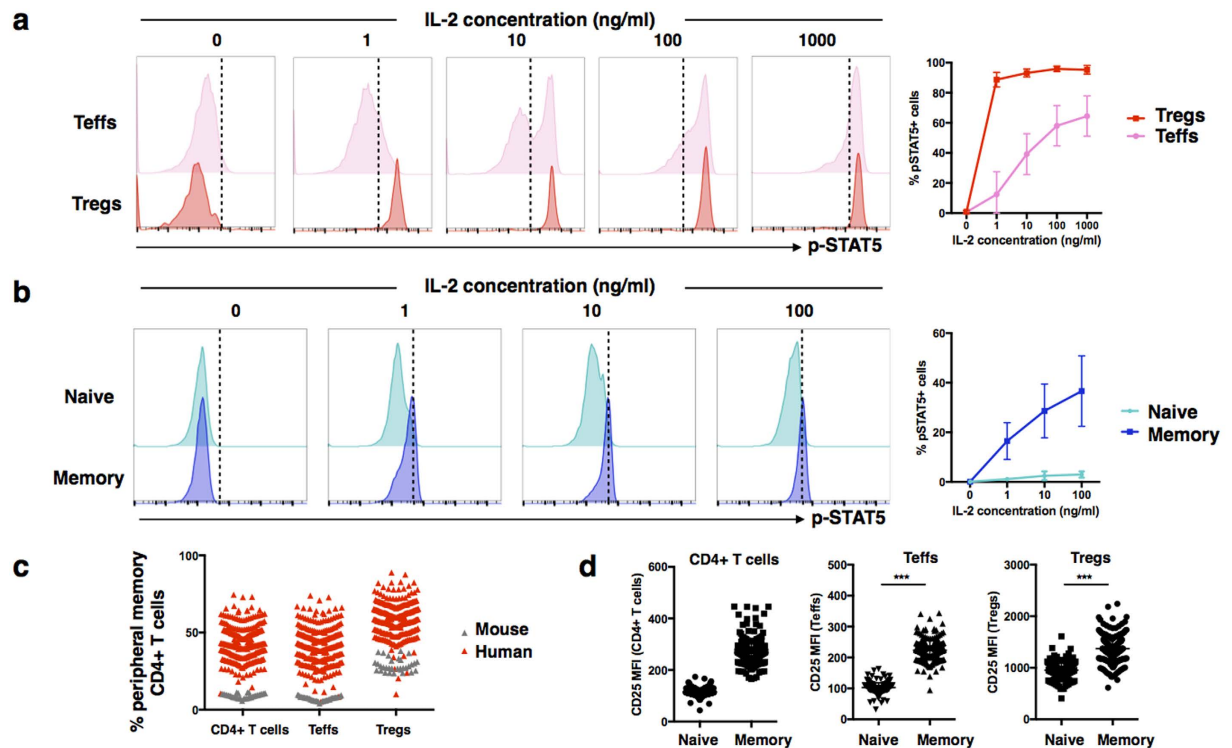 a
IL-2 concentration (ng/ml)
0 1 10 100 1000
Teffs
Tregs
p-STAT5
% pSTAT5+ cells
100
80
60
40
20
0
0 1 10 100 1000
IL-2 concentration (ng/ml)
Tregs
Teffs
b
IL-2 concentration (ng/ml)
0 1 10 100
Naive
Memory
p-STAT5
% pSTAT5+ cells
60
40
20
0
0 1 10 100
IL-2 concentration (ng/ml)
Naive
Memory
c
% peripheral memory
CD4+ T cells
100
50
0
CD4+ T cells Teffs Tregs
Mouse
Human
d
CD4+ T cells
CD25 MFI (CD4+ T cells)
600
400
200
0
Naive Memory
Teffs
***
CD25 MFI
(Teffs)
500
400
300
200
100
0
Naive Memory
Tregs
***
CD25 MFI
(Tregs)
3000
2000
1000
0
Naive Memory